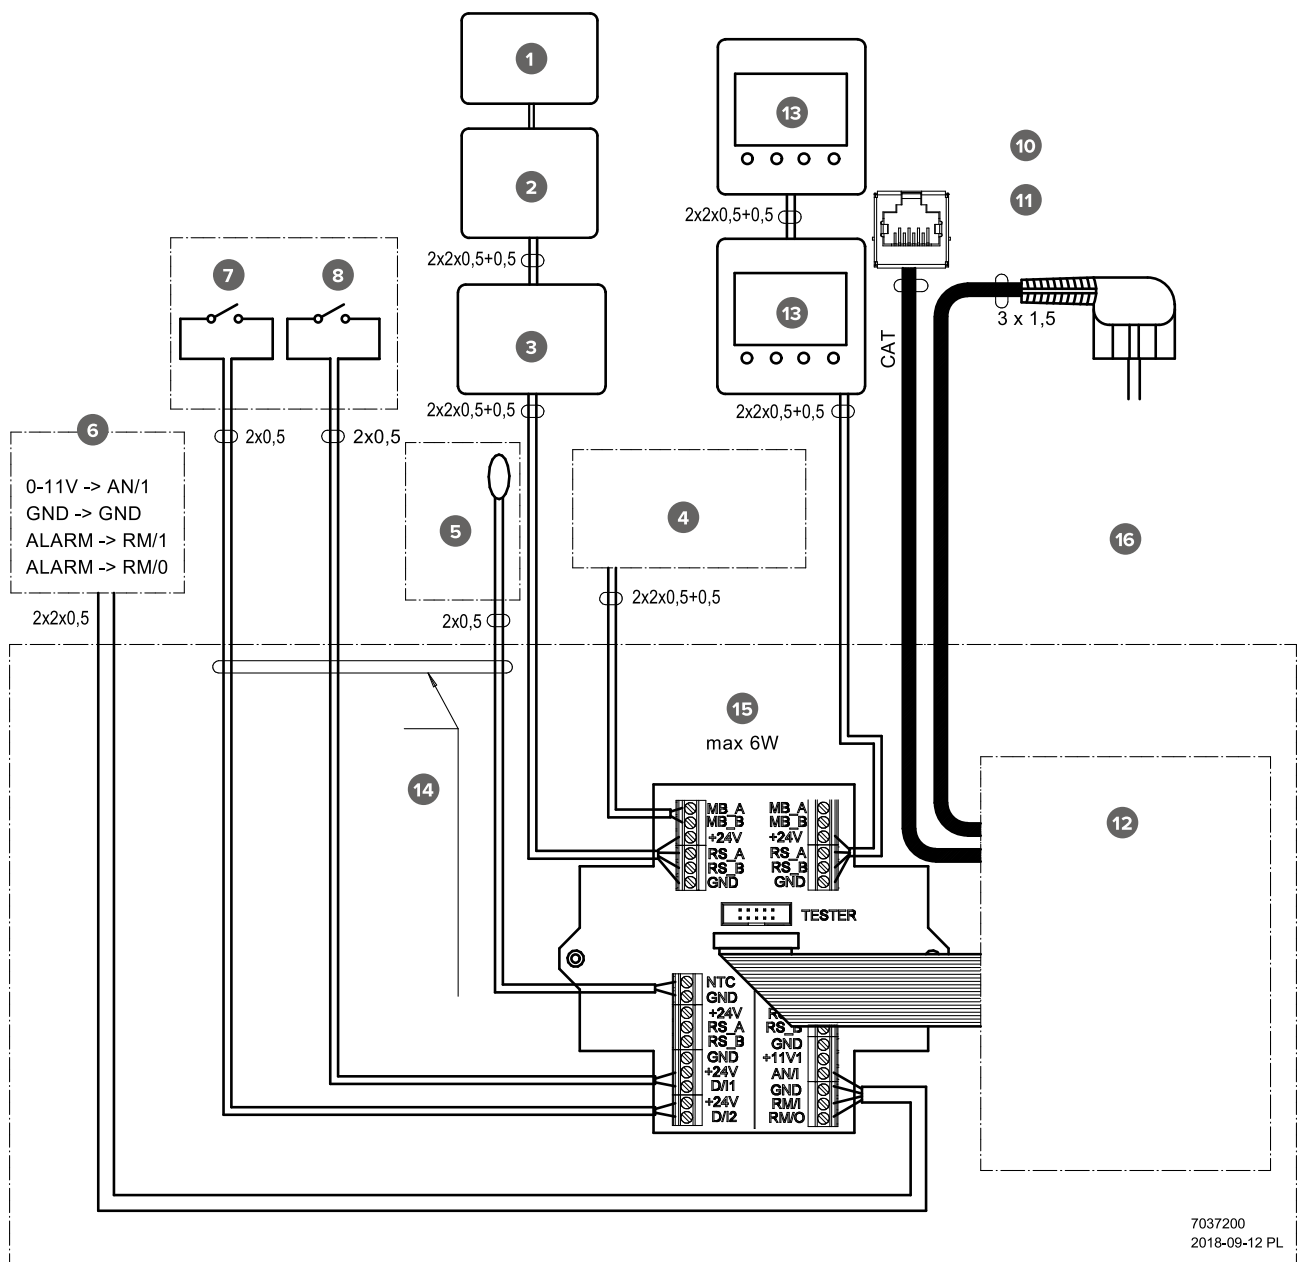 1
13
10
2
11
2x2x0,5+0,5
2x2x0,5+0,5
7
8
13
3
3 x 1,5
CAT
2x2x0,5+0,5
2x2x0,5+0,5
6
2x0,5
2x0,5
0-11V -> AN/1
GND -> GND
ALARM -> RM/1
ALARM -> RM/0
5
4
16
2x2x0,5
2x0,5
2x2x0,5+0,5
15
max 6W
14
12
MB_A
MB_B
+24V
RS_A
RS_B
GND
MB_A
MB_B
+24V
RS_A
RS_B
GND
TESTER
NTC
GND
+24V
RS_A
RS_B
GND
+24V
D/I1
+24V
D/I2
RS_B
GND
+11V1
AN/I
GND
RM/I
RM/O
7037200
2018-09-12 PL